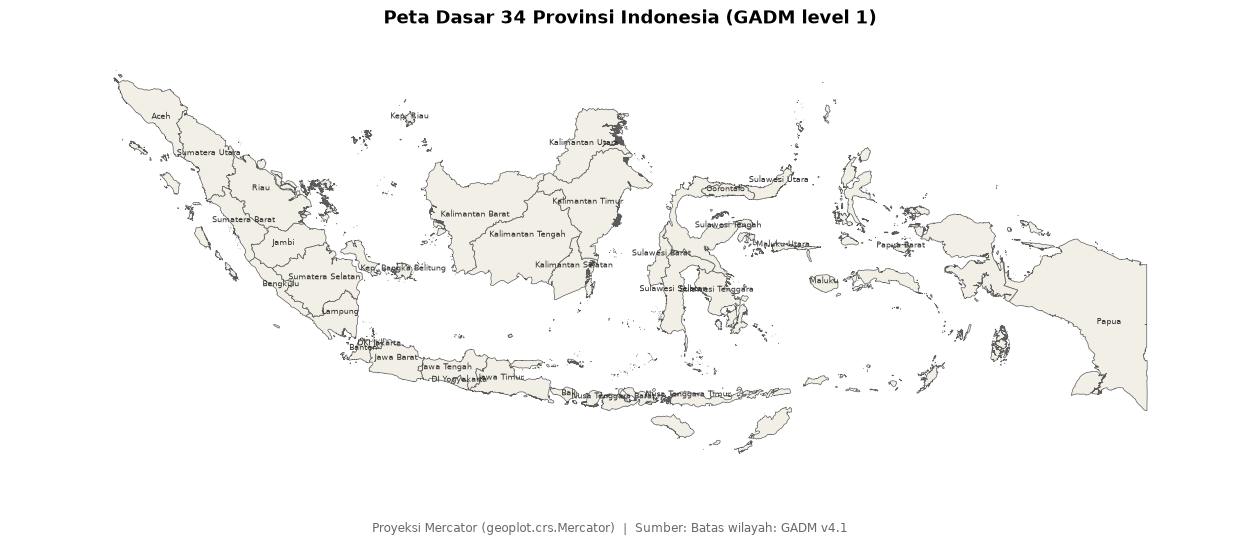 Peta Dasar 34 Provinsi Indonesia (GADM level 1)
Aceh
Kep. Riau
Kalimantan Utara
Sumatera Utara
Sulawesi Utara
Riau
Gorontalo
Kalimantan Timur
Kalimantan Barat
Sumatera Barat
Sulawesi Tengah
Kalimantan Tengah
Jambi
Maluku Utara
Papua Barat
Sulawesi Barat
Kalimantan Selatan
Kep. Bangka Belitung
Sumatera Selatan
Maluku
Bengkulu
Sulawesi Selatan
Sulawesi Tenggara
Lampung
Papua
DKI Jakarta
Banten
Jawa Barat
Jawa Tengah
Jawa Timur
DI Yogyakarta
Bali
Nusa Tenggara Barat
Nusa Tenggara Timur
Proyeksi Mercator (geoplot.crs.Mercator) | Sumber: Batas wilayah: GADM v4.1